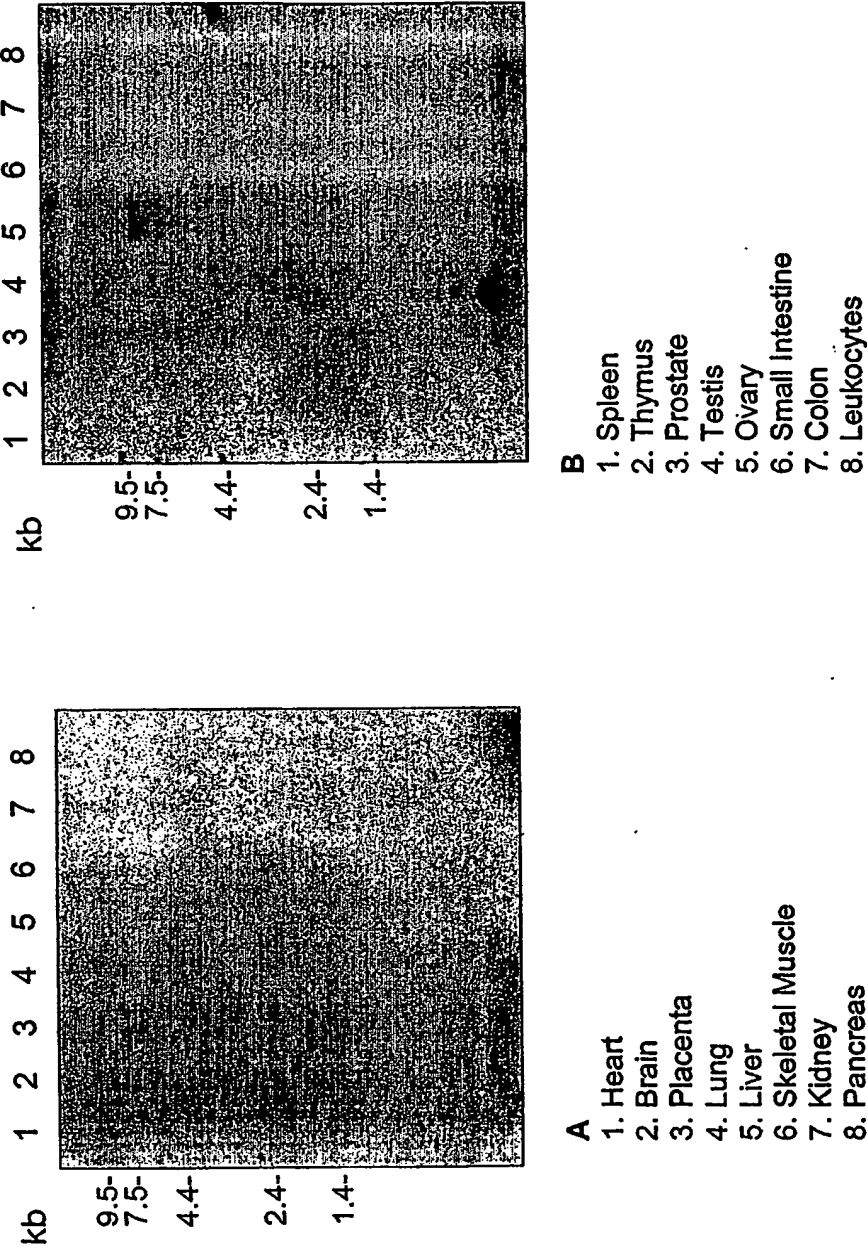 1 2 3 4 5 6 7 8
kb
9.5-
7.5-
4.4-
2.4-
1.4-
A
1. Heart
2. Brain
3. Placenta
4. Lung
5. Liver
6. Skeletal Muscle
7. Kidney
8. Pancreas
1 2 3 4 5 6 7 8
kb
9.5-
7.5-
4.4-
2.4-
1.4-
B
1. Spleen
2. Thymus
3. Prostate
4. Testis
5. Ovary
6. Small Intestine
7. Colon
8. Leukocytes